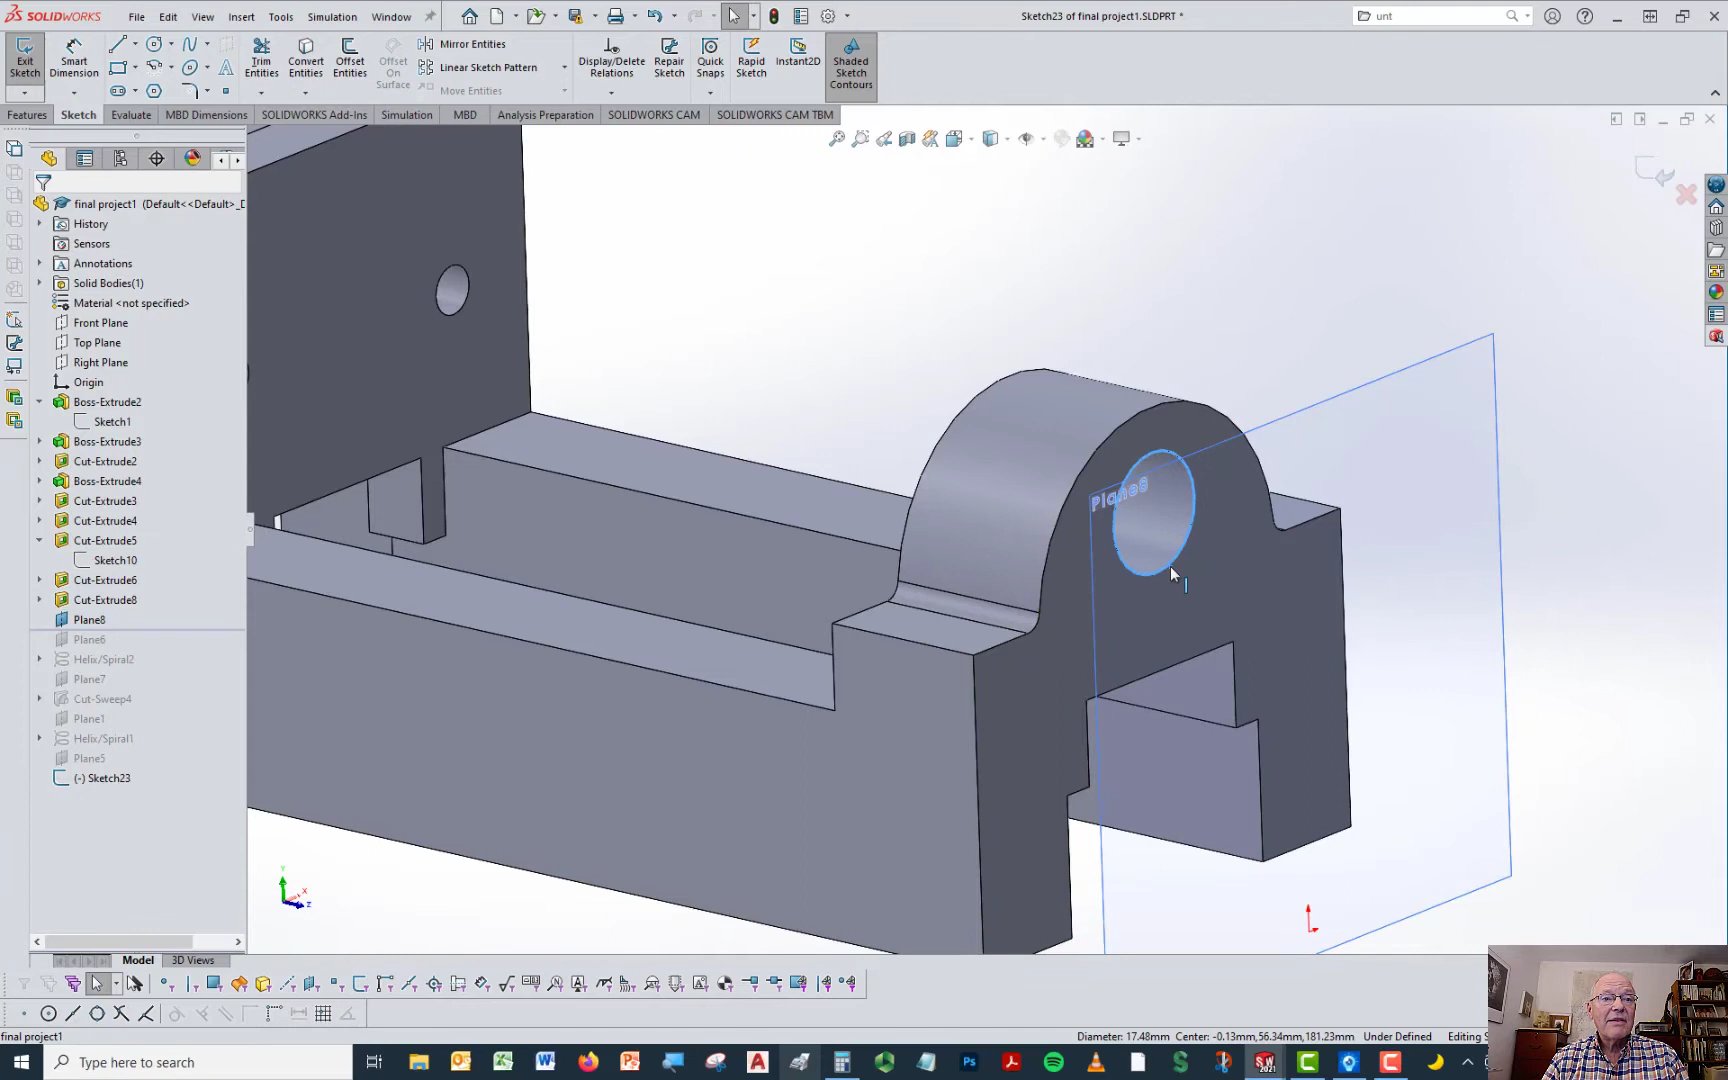 SOLIDWORKS File Edit View Insert Tools Simulation Window Sketch23 of final project1.SLDPRT * unt
Exit Sketch
Smart Dimension
Trim Entities
Convert Entities
Offset Entities
Offset On Surface
Mirror Entities
Linear Sketch Pattern
Move Entities
Display/Delete Relations
Repair Sketch
Quick Snaps
Rapid Sketch
Instant2D
Shaded Sketch Contours
Features Sketch Evaluate MBD Dimensions SOLIDWORKS Add-Ins Simulation MBD Analysis Preparation SOLIDWORKS CAM SOLIDWORKS CAM TBM
final project1 (Default<<Default>_D
History
Sensors
Annotations
Solid Bodies(1)
Material <not specified>
Front Plane
Top Plane
Right Plane
Origin
Boss-Extrude2
Sketch1
Boss-Extrude3
Cut-Extrude2
Boss-Extrude4
Cut-Extrude3
Cut-Extrude4
Cut-Extrude5
Sketch10
Cut-Extrude6
Cut-Extrude8
Plane8
Plane6
Helix/Spiral2
Plane7
Cut-Sweep4
Plane1
Helix/Spiral1
Plane5
(-) Sketch23
Plane8
Y
X
Z
Model 3D Views
final project1 Diameter: 17.48mm Center: -0.13mm,56.34mm,181.23mm Under Defined Editing S
Type here to search